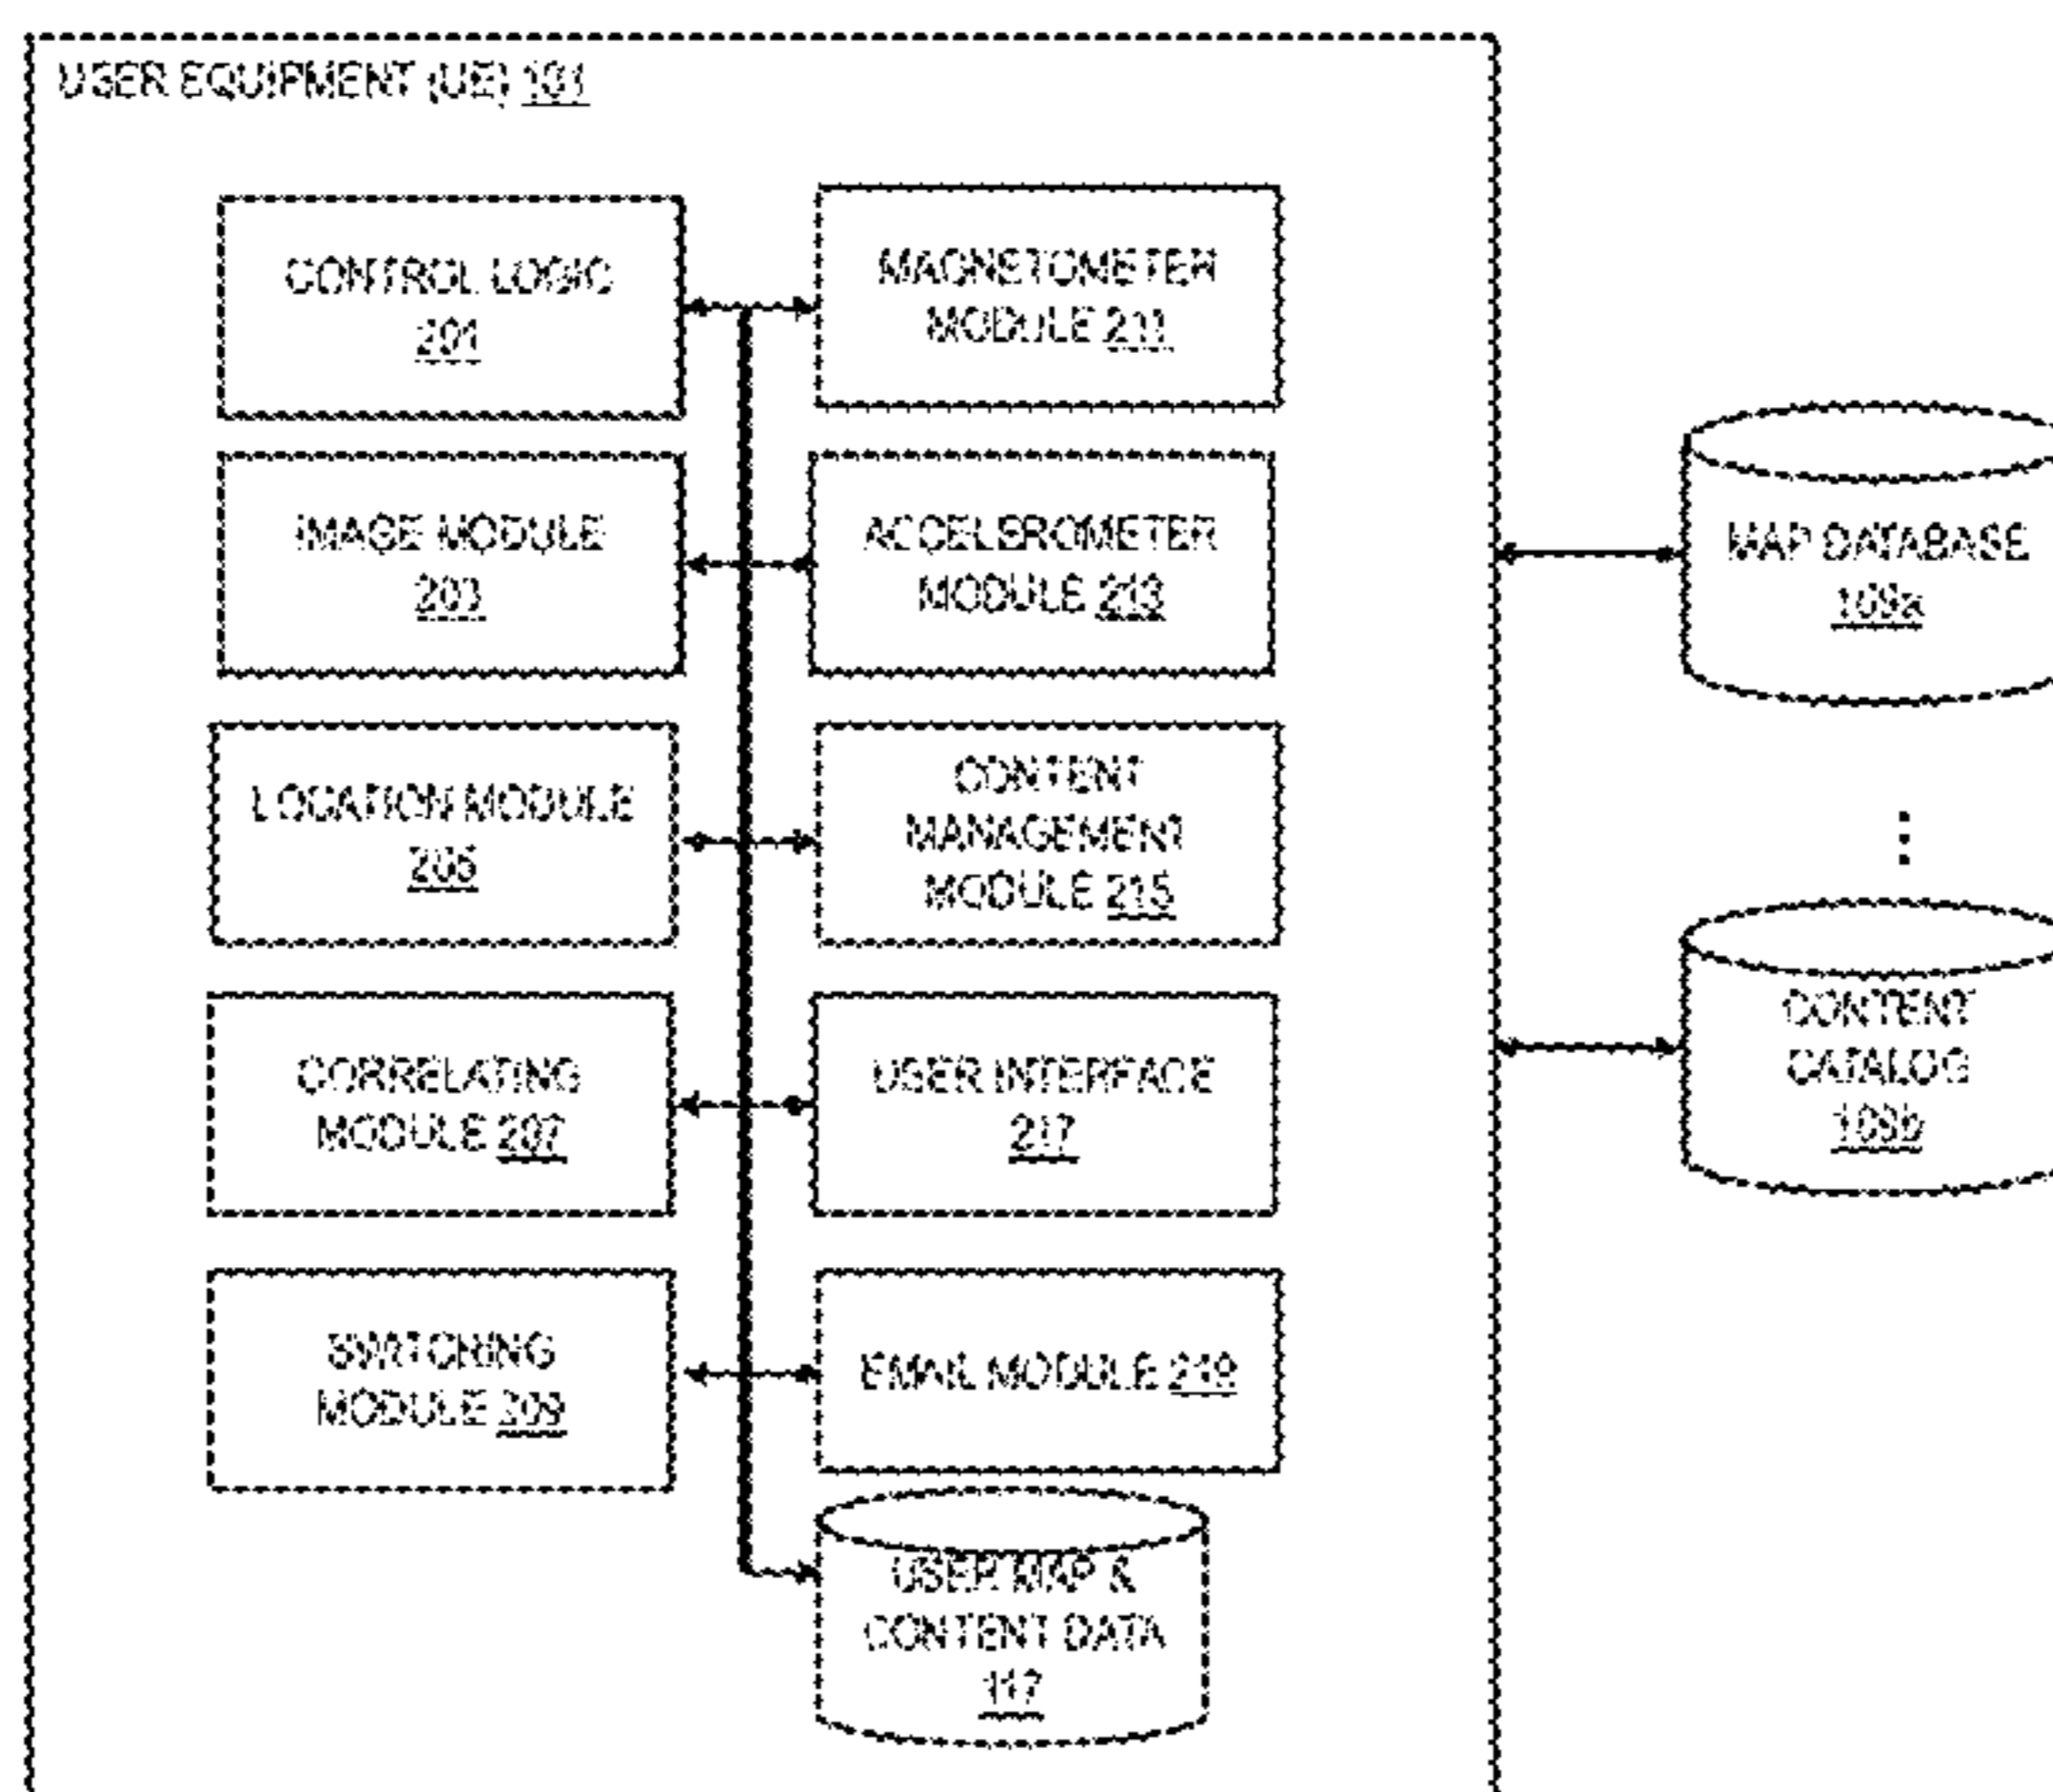 USER EQUIPMENT (UE) 101
CONTROL LOGIC
201
MAGNETOMETER
MODULE 211
IMAGE MODULE
203
ACCELEROMETER
MODULE 213
LOCATION MODULE
205
CONTENT
MANAGEMENT
MODULE 215
CORRELATING
MODULE 207
USER INTERFACE
217
SWITCHING
MODULE 209
EMAIL MODULE 219
USER MAP &
CONTENT DATA
117
MAP DATABASE
109a
CONTENT
CATALOG
109b